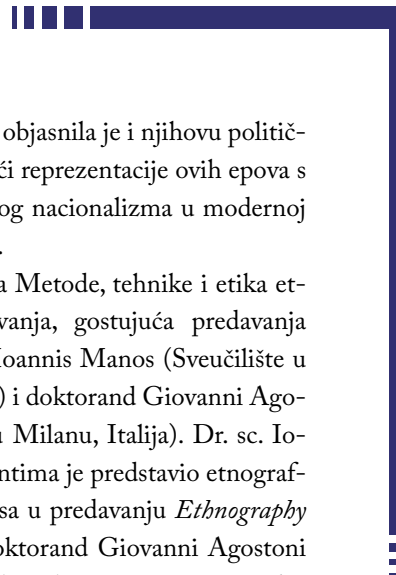 objasnila je i njihovu politič-
ći reprezentacije ovih epova s
og nacionalizma u modernoj
.
a Metode, tehnike i etika et-
vanja, gostujuća predavanja
Ioannis Manos (Sveučilište u
) i doktorand Giovanni Ago-
u Milanu, Italija). Dr. sc. Io-
ntima je predstavio etnograf-
sa u predavanju Ethnography
oktorand Giovanni Agostoni